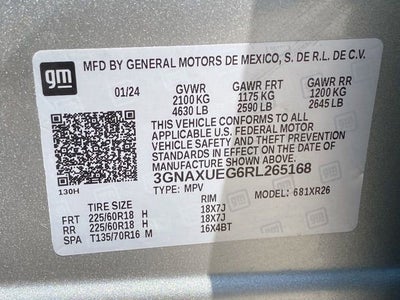 gm
MFD BY GENERAL MOTORS DE MEXICO, S. DE R.L. DE C.V.
01/24 GVWR GAWR FRT GAWR RR
2100 KG 1175 KG 1200 KG
4630 LB 2590 LB 2645 LB
THIS VEHICLE CONFORMS TO ALL
APPLICABLE U.S. FEDERAL MOTOR
VEHICLE SAFETY AND THEFT PREVENTION
STANDARDS IN EFFECT ON THE DATE OF
MANUFACTURE SHOWN ABOVE.
3GNAXUEG6RL265168
130H TYPE: MPV MODEL: 681XR26
TIRE SIZE RIM
FRT 225/60R18 H 18X7J
RR 225/60R18 H 18X7J
SPA T135/70R16 M 16X4BT